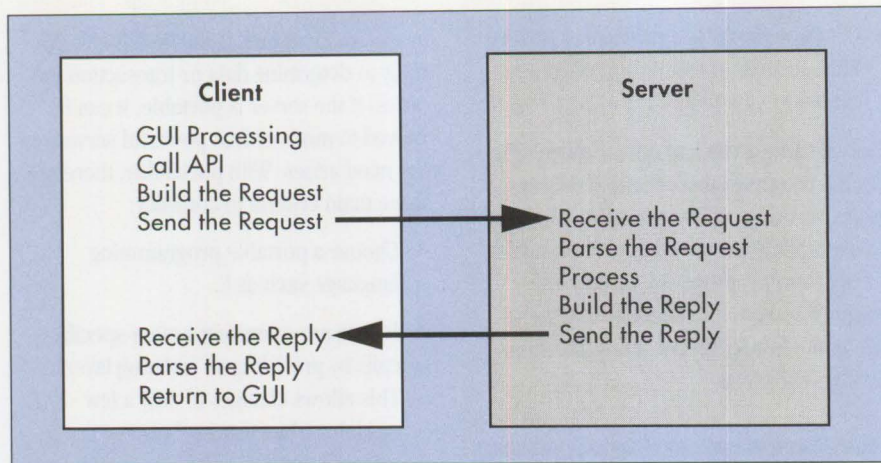 Client
GUI Processing
Call API
Build the Request
Send the Request
Receive the Reply
Parse the Reply
Return to GUI
Server
Receive the Request
Parse the Request
Process
Build the Reply
Send the Reply